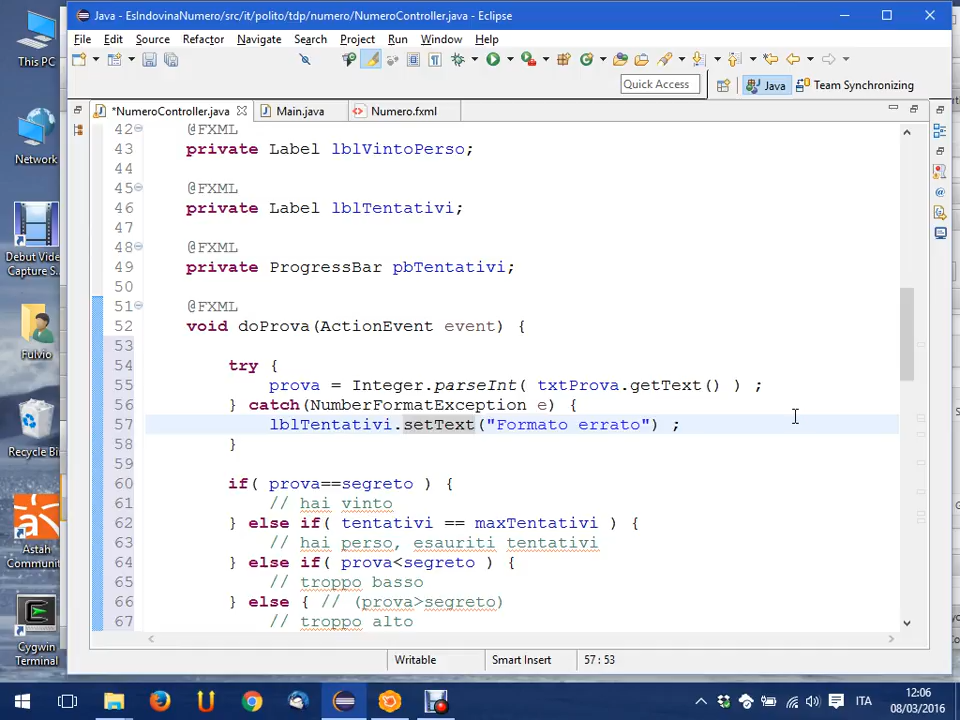 This PC
Network
Debut Video
Capture S...
Fulvio
Recycle Bin
Astah
Communit...
Cygwin
Terminal
Java - EsIndovinaNumero/src/it/polito/tdp/numero/NumeroController.java - Eclipse
File Edit Source Refactor Navigate Search Project Run Window Help
Quick Access
Java
Team Synchronizing
*NumeroController.java
Main.java
Numero.fxml
42 @FXML
43 private Label lblVintoPerso;
44
45 @FXML
46 private Label lblTentativi;
47
48 @FXML
49 private ProgressBar pbTentativi;
50
51 @FXML
52 void doProva(ActionEvent event) {
53
54 try {
55 prova = Integer.parseInt( txtProva.getText() ) ;
56 } catch(NumberFormatException e) {
57 lblTentativi.setText("Formato errato") ;
58 }
59
60 if( prova==segreto ) {
61 // hai vinto
62 } else if( tentativi == maxTentativi ) {
63 // hai perso, esauriti tentativi
64 } else if( prova<segreto ) {
65 // troppo basso
66 } else { // (prova>segreto)
67 // troppo alto
Writable
Smart Insert
57 : 53
ITA
12:06
08/03/2016